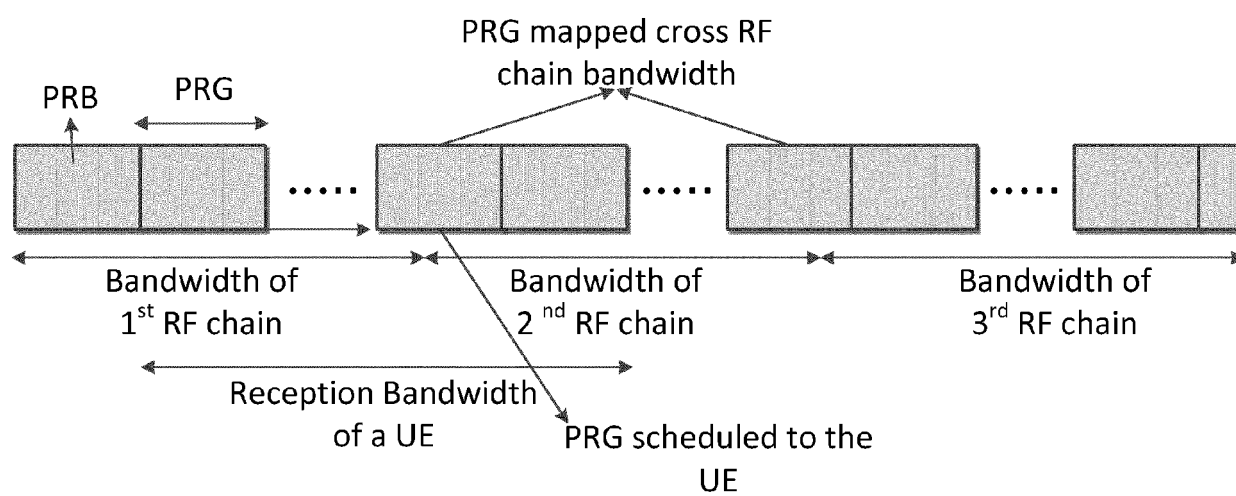 PRG mapped cross RF
chain bandwidth
PRB
PRG
Bandwidth of
1st RF chain
Bandwidth of
2 nd RF chain
Bandwidth of
3rd RF chain
Reception Bandwidth
of a UE
PRG scheduled to the
UE